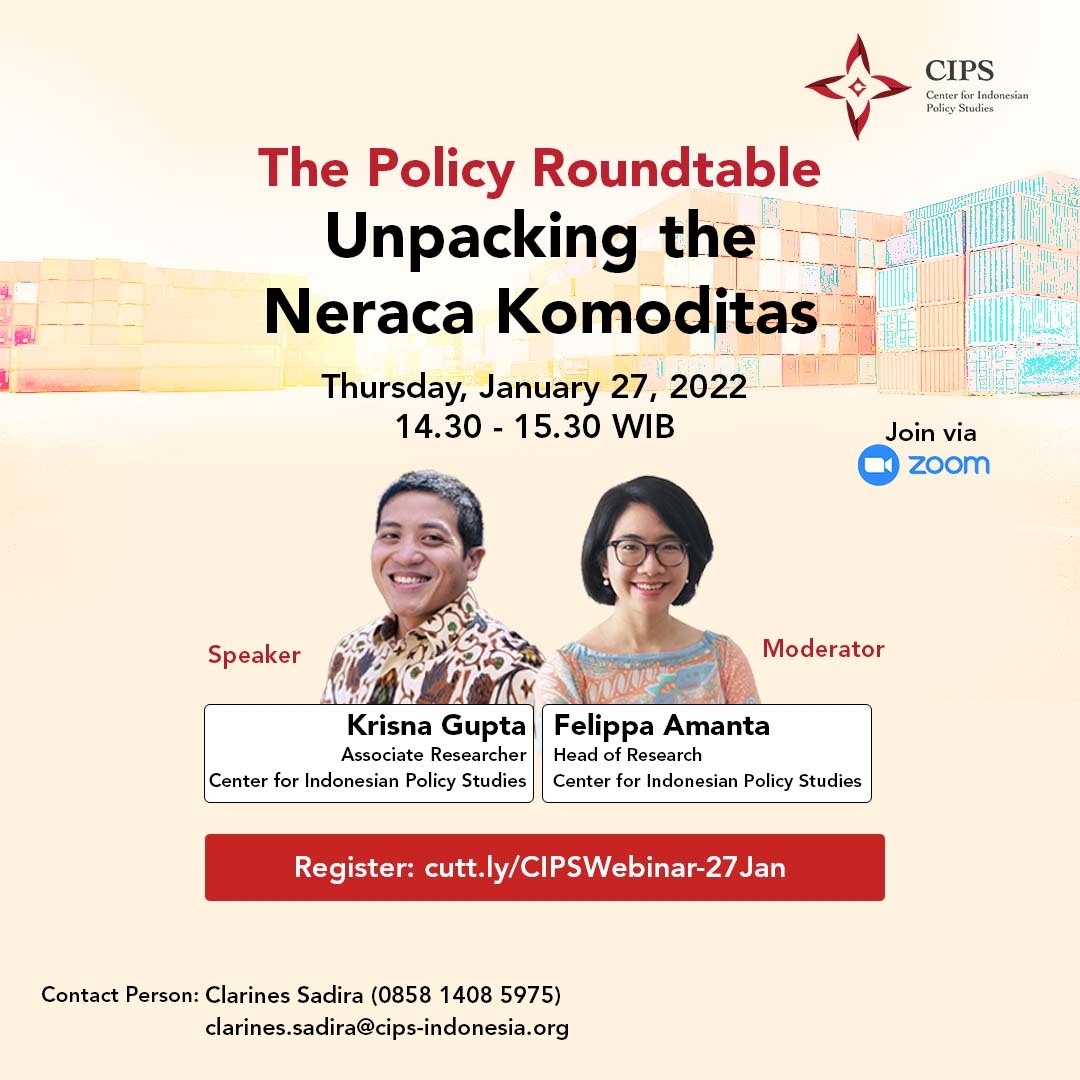 CIPS
Center for Indonesian
Policy Studies
The Policy Roundtable
Unpacking the
Neraca Komoditas
Thursday, January 27, 2022
14.30 - 15.30 WIB
Join via
zoom
Speaker
Moderator
Krisna Gupta
Associate Researcher
Center for Indonesian Policy Studies
Felippa Amanta
Head of Research
Center for Indonesian Policy Studies
Register: cutt.ly/CIPSWebinar-27Jan
Contact Person: Clarines Sadira (0858 1408 5975)
clarines.sadira@cips-indonesia.org